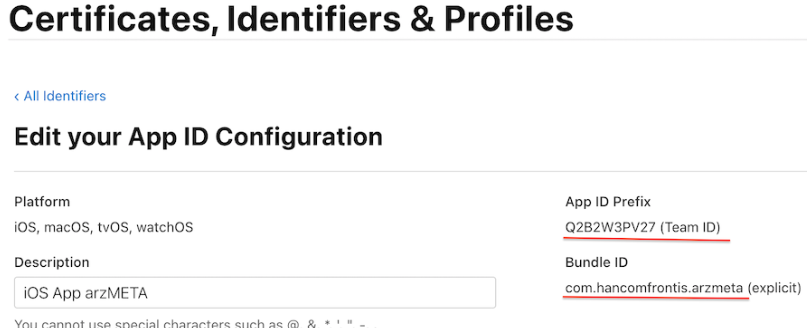 Certificates, Identifiers & Profiles
‹ All Identifiers
Edit your App ID Configuration
Platform
iOS, macOS, tvOS, watchOS
App ID Prefix
Q2B2W3PV27 (Team ID)
Description
iOS App arzMETA
Bundle ID
com.hancomfrontis.arzmeta (explicit)
You cannot use special characters such as @, &, *, ', ", -, .